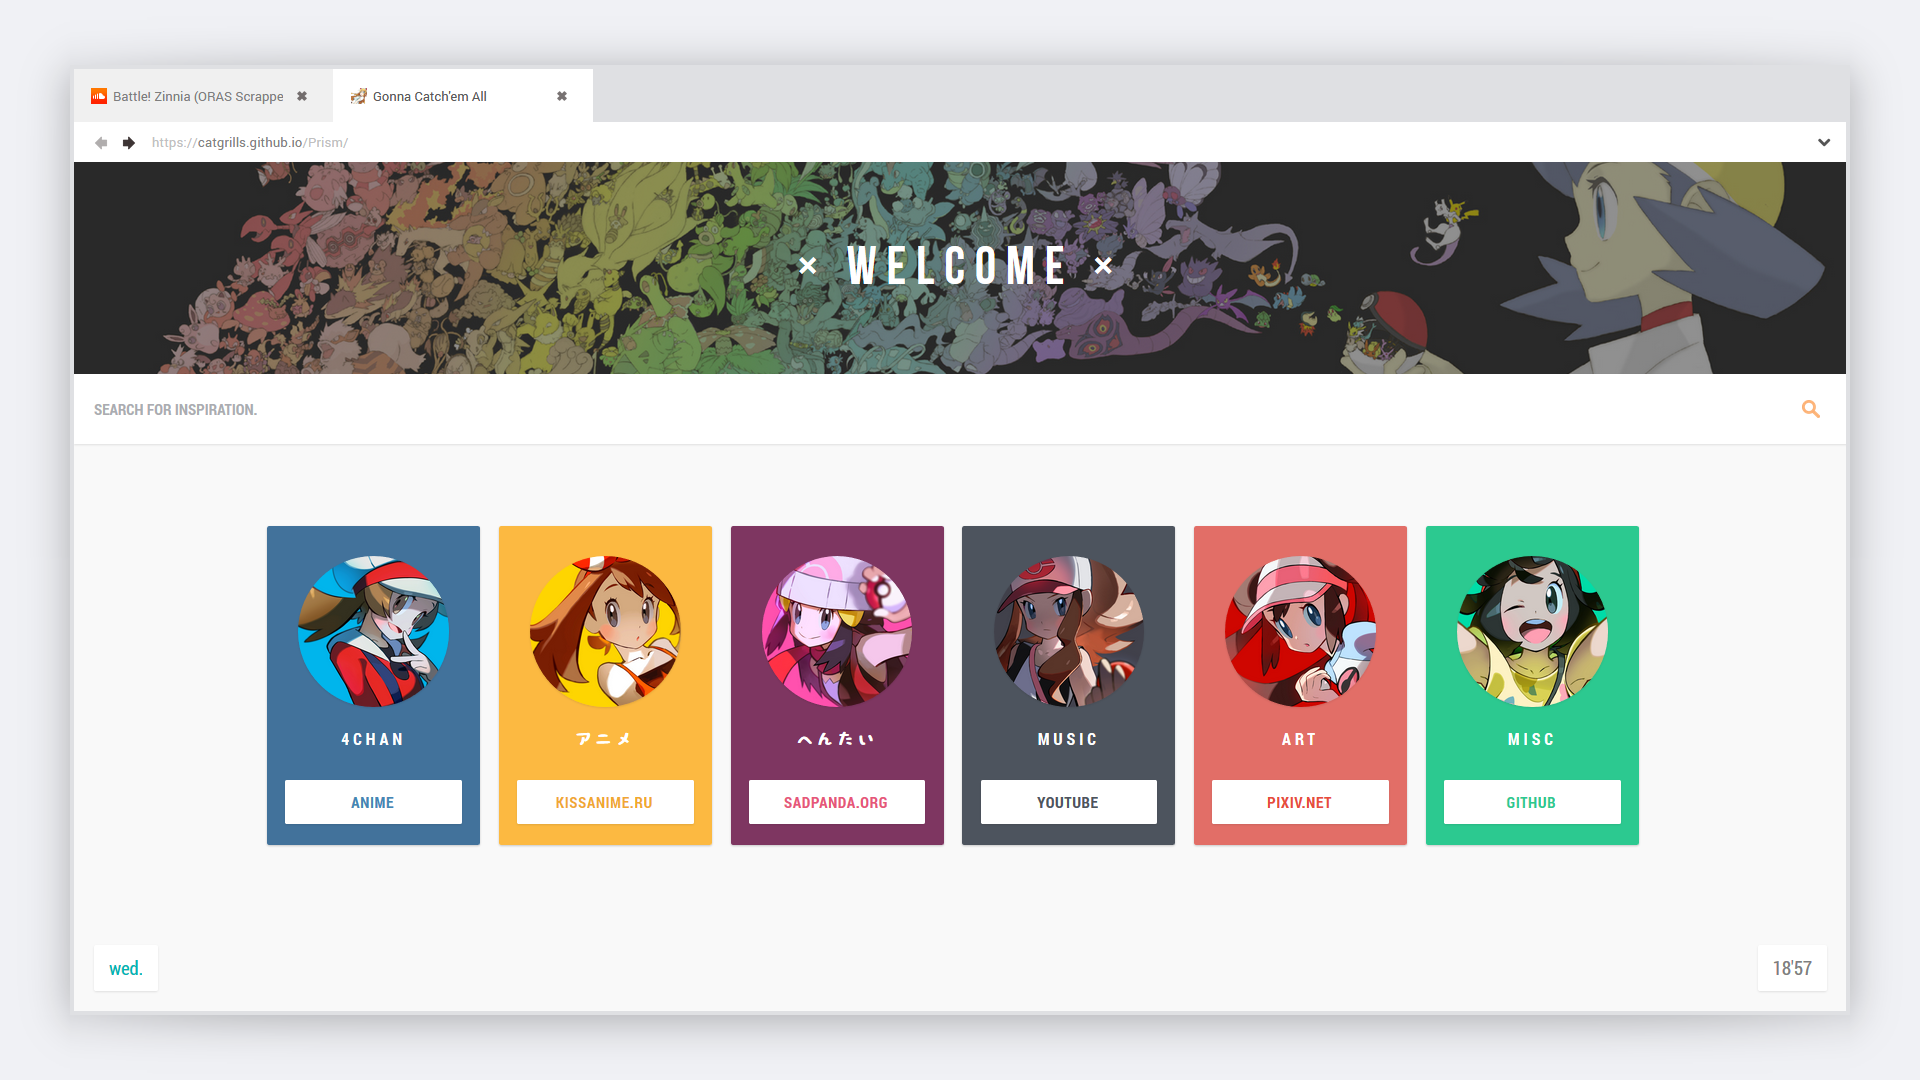 Battle! Zinnia (ORAS Scrappe
Gonna Catch'em All
https://catgrills.github.io/Prism/
× WELCOME ×
SEARCH FOR INSPIRATION.
4CHAN
アニメ
へんたい
MUSIC
ART
MISC
ANIME
KISSANIME.RU
SADPANDA.ORG
YOUTUBE
PIXIV.NET
GITHUB
wed.
18'57